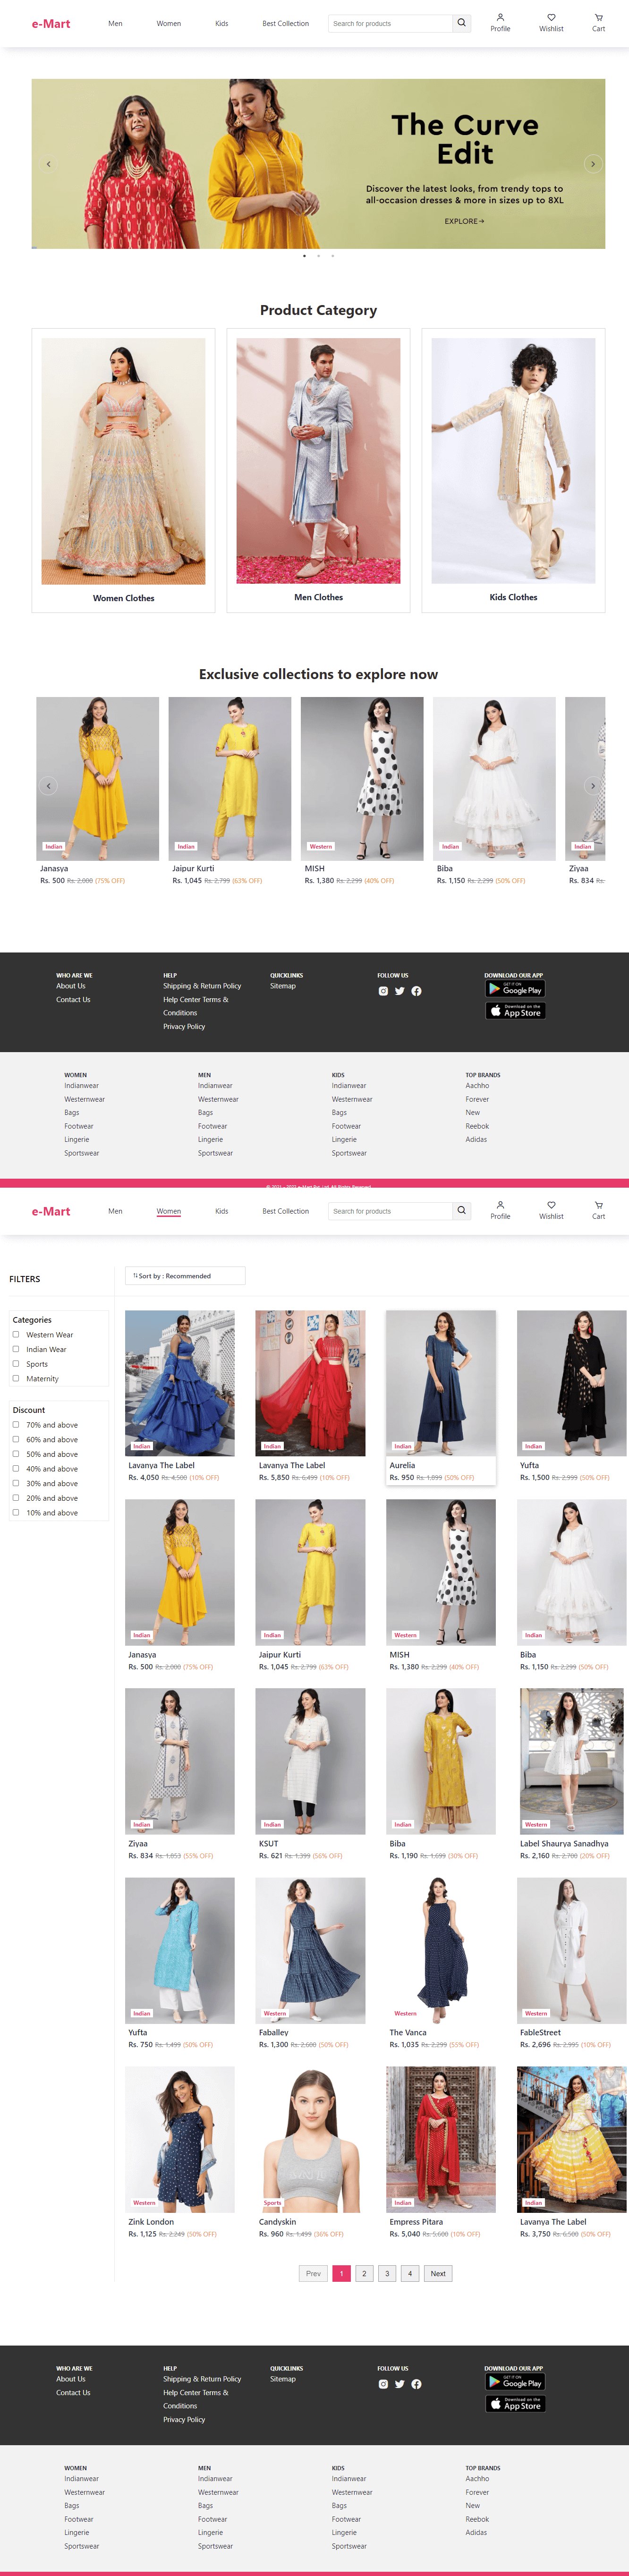 e-Mart Men Women Kids Best Collection Search for products Profile Wishlist Cart
The Curve
Edit
Discover the latest looks, from trendy tops to
all-occasion dresses & more in sizes up to 8XL
EXPLORE→
Product Category
Women Clothes Men Clothes Kids Clothes
Exclusive collections to explore now
Indian Indian Western Indian Indian
Janasya Jaipur Kurti MISH Biba Ziyaa
Rs. 500 Rs. 2,000 (75% OFF) Rs. 1,045 Rs. 2,799 (63% OFF) Rs. 1,380 Rs. 2,299 (40% OFF) Rs. 1,150 Rs. 2,299 (50% OFF) Rs. 834 Rs.
WHO ARE WE HELP QUICKLINKS FOLLOW US DOWNLOAD OUR APP
About Us Shipping & Return Policy Sitemap GET IT ON Google Play
Contact Us Help Center Terms &
Conditions Download on the App Store
Privacy Policy
WOMEN MEN KIDS TOP BRANDS
Indianwear Indianwear Indianwear Aachho
Westernwear Westernwear Westernwear Forever
Bags Bags Bags New
Footwear Footwear Footwear Reebok
Lingerie Lingerie Lingerie Adidas
Sportswear Sportswear Sportswear
e-Mart Men Women Kids Best Collection Search for products Profile Wishlist Cart
FILTERS
↑↓Sort by : Recommended
Categories
Western Wear
Indian Wear
Sports
Maternity
Discount
70% and above
60% and above
50% and above
40% and above
30% and above
20% and above
10% and above
Indian Indian Indian Indian
Lavanya The Label Lavanya The Label Aurelia Yufta
Rs. 4,050 Rs. 4,500 (10% OFF) Rs. 5,850 Rs. 6,499 (10% OFF) Rs. 950 Rs. 1,899 (50% OFF) Rs. 1,500 Rs. 2,999 (50% OFF)
Indian Indian Western Indian
Janasya Jaipur Kurti MISH Biba
Rs. 500 Rs. 2,000 (75% OFF) Rs. 1,045 Rs. 2,799 (63% OFF) Rs. 1,380 Rs. 2,299 (40% OFF) Rs. 1,150 Rs. 2,299 (50% OFF)
Indian Indian Indian Western
Ziyaa KSUT Biba Label Shaurya Sanadhya
Rs. 834 Rs. 1,853 (55% OFF) Rs. 621 Rs. 1,399 (56% OFF) Rs. 1,190 Rs. 1,699 (30% OFF) Rs. 2,160 Rs. 2,700 (20% OFF)
Indian Western Western Western
Yufta Faballey The Vanca FableStreet
Rs. 750 Rs. 1,499 (50% OFF) Rs. 1,300 Rs. 2,600 (50% OFF) Rs. 1,035 Rs. 2,299 (55% OFF) Rs. 2,696 Rs. 2,995 (10% OFF)
Western Sports Indian Indian
Zink London Candyskin Empress Pitara Lavanya The Label
Rs. 1,125 Rs. 2,249 (50% OFF) Rs. 960 Rs. 1,499 (36% OFF) Rs. 5,040 Rs. 5,600 (10% OFF) Rs. 3,750 Rs. 6,500 (50% OFF)
Prev 1 2 3 4 Next
WHO ARE WE HELP QUICKLINKS FOLLOW US DOWNLOAD OUR APP
About Us Shipping & Return Policy Sitemap GET IT ON Google Play
Contact Us Help Center Terms &
Conditions Download on the App Store
Privacy Policy
WOMEN MEN KIDS TOP BRANDS
Indianwear Indianwear Indianwear Aachho
Westernwear Westernwear Westernwear Forever
Bags Bags Bags New
Footwear Footwear Footwear Reebok
Lingerie Lingerie Lingerie Adidas
Sportswear Sportswear Sportswear